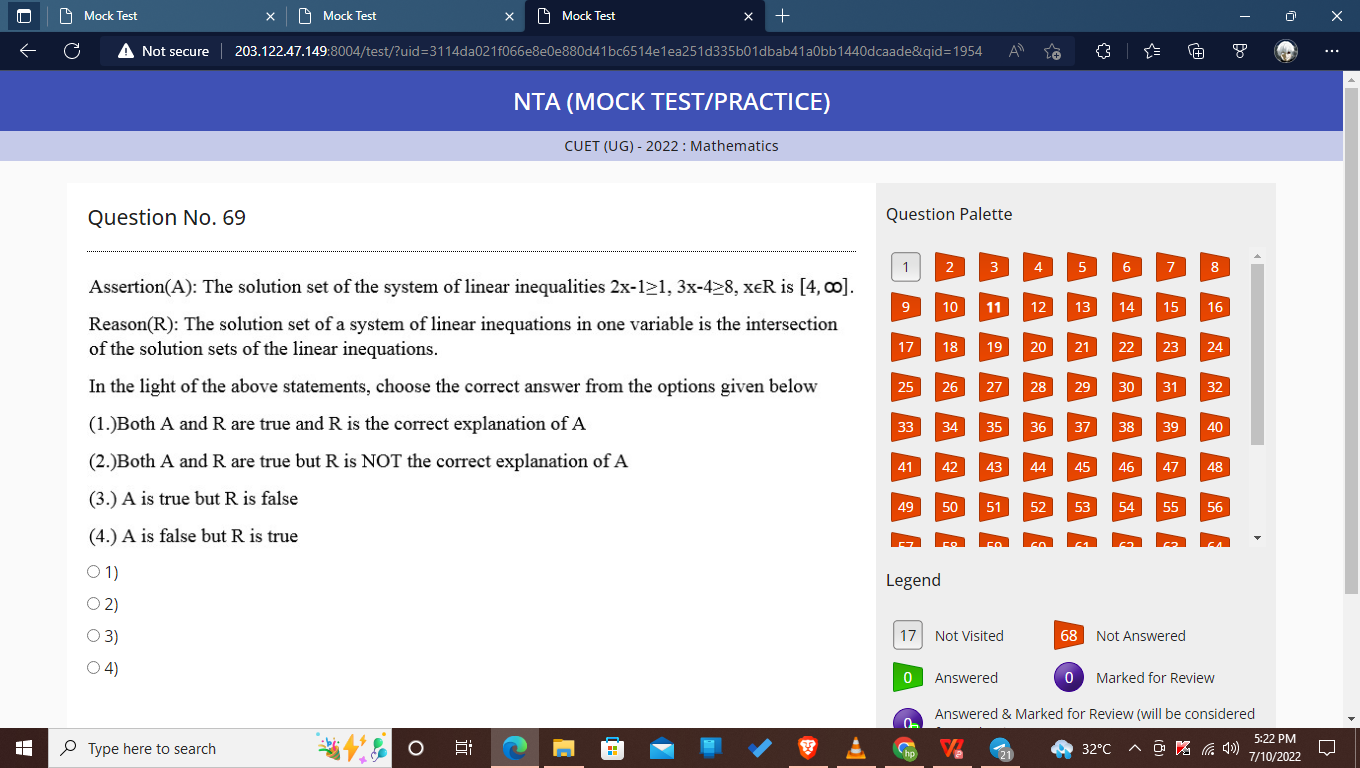 Mock Test
Mock Test
Mock Test
Not secure
203.122.47.149:8004/test/?uid=3114da021f066e8e0e880d41bc6514e1ea251d335b01dbab41a0bb1440dcaade&qid=1954
NTA (MOCK TEST/PRACTICE)
CUET (UG) - 2022 : Mathematics
Question No. 69
Assertion(A): The solution set of the system of linear inequalities 2x-1≥1, 3x-4≥8, xϵR is [4, ∞].
Reason(R): The solution set of a system of linear inequations in one variable is the intersection
of the solution sets of the linear inequations.
In the light of the above statements, choose the correct answer from the options given below
(1.)Both A and R are true and R is the correct explanation of A
(2.)Both A and R are true but R is NOT the correct explanation of A
(3.) A is true but R is false
(4.) A is false but R is true
1)
2)
3)
4)
Question Palette
1 2 3 4 5 6 7 8
9 10 11 12 13 14 15 16
17 18 19 20 21 22 23 24
25 26 27 28 29 30 31 32
33 34 35 36 37 38 39 40
41 42 43 44 45 46 47 48
49 50 51 52 53 54 55 56
57 58 59 60 61 62 63 64
Legend
17 Not Visited 68 Not Answered
0 Answered 0 Marked for Review
0 Answered & Marked for Review (will be considered
Type here to search
hp
21
32°C
5:22 PM
7/10/2022